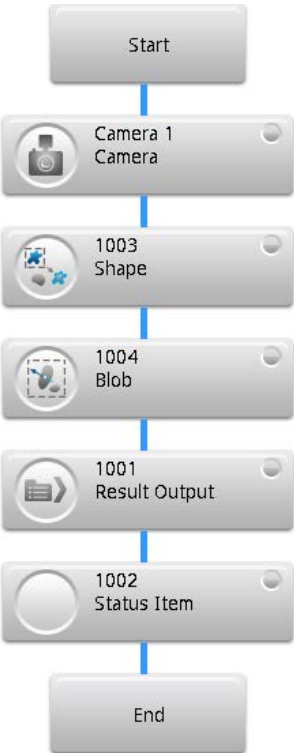 Start
Camera 1
Camera
1003
Shape
1004
Blob
1001
Result Output
1002
Status Item
End